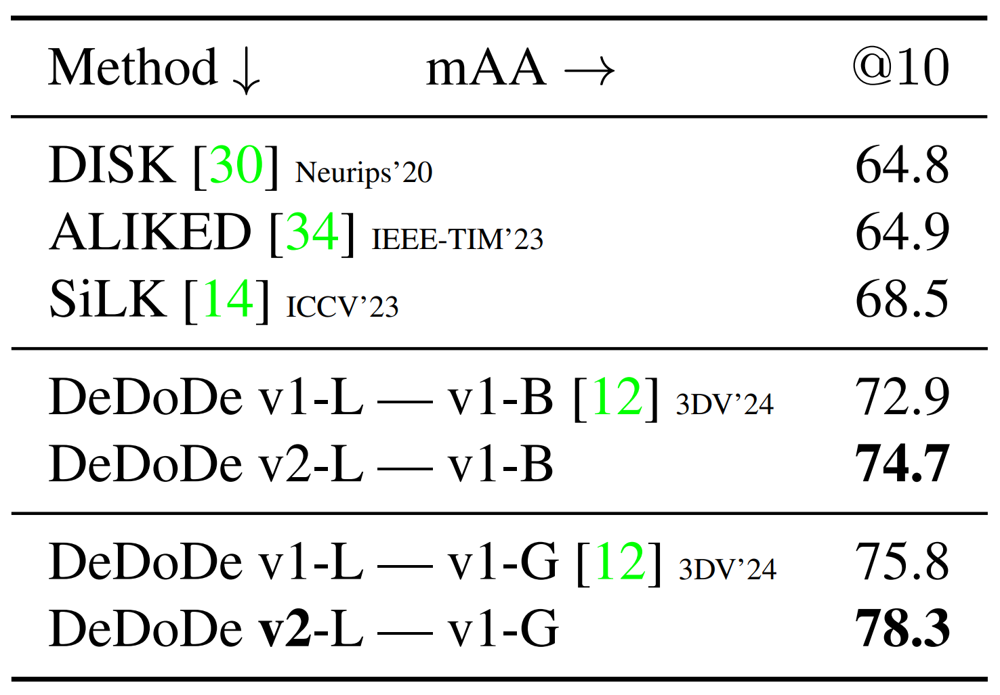 Method ↓ mAA → @10
DISK [30] Neurips’20 64.8
ALIKED [34] IEEE-TIM’23 64.9
SiLK [14] ICCV’23 68.5
DeDoDe v1-L — v1-B [12] 3DV’24 72.9
DeDoDe v2-L — v1-B 74.7
DeDoDe v1-L — v1-G [12] 3DV’24 75.8
DeDoDe v2-L — v1-G 78.3